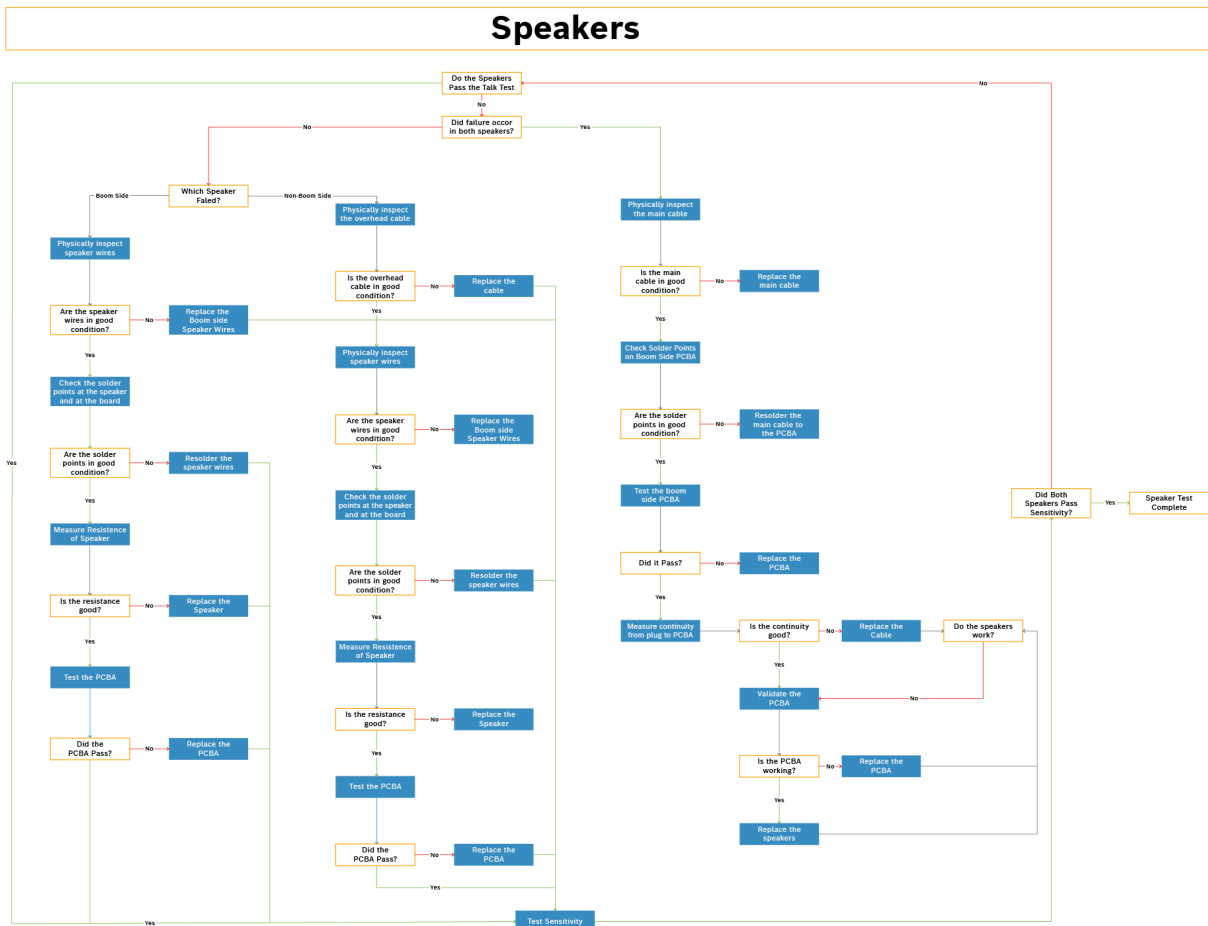 Speakers
Do the Speakers
Pass the Talk Test
No
No
Did failure occor
in both speakers?
No
Yes
Which Speaker
Faled?
Boom Side
Non-Boom Side
Physically inspect
speaker wires
Are the speaker
wires in good
condition?
No
Replace the
Boom side
Speaker Wires
Yes
Check the solder
points at the speaker
and at the board
Yes
Are the solder
points in good
condition?
No
Resolder the
speaker wires
Yes
Measure Resistence
of Speaker
Is the resistance
good?
No
Replace the
Speaker
Yes
Test the PCBA
Did the
PCBA Pass?
No
Replace the
PCBA
Yes
Physically inspect
the overhead cable
Is the overhead
cable in good
condition?
No
Replace the
cable
Yes
Physically inspect
speaker wires
Are the speaker
wires in good
condition?
No
Replace the
Boom side
Speaker Wires
Yes
Check the solder
points at the speaker
and at the board
Are the solder
points in good
condition?
No
Resolder the
speaker wires
Yes
Measure Resistence
of Speaker
Is the resistance
good?
No
Replace the
Speaker
Yes
Test the PCBA
Did the
PCBA Pass?
No
Replace the
PCBA
Yes
Test Sensitivity
Physically inspect
the main cable
Is the main
cable in good
condition?
No
Replace the
main cable
Yes
Check Solder Points
on Boom Side PCBA
Are the solder
points in good
condition?
No
Resolder the
main cable to
the PCBA
Yes
Test the boom
side PCBA
Did it Pass?
No
Replace the
PCBA
Yes
Measure continuity
from plug to PCBA
Is the continuity
good?
No
Replace the
Cable
Do the speakers
work?
Yes
No
Validate the
PCBA
Is the PCBA
working?
No
Replace the
PCBA
Yes
Replace the
speakers
Did Both
Speakers Pass
Sensitivity?
Yes
Speaker Test
Complete